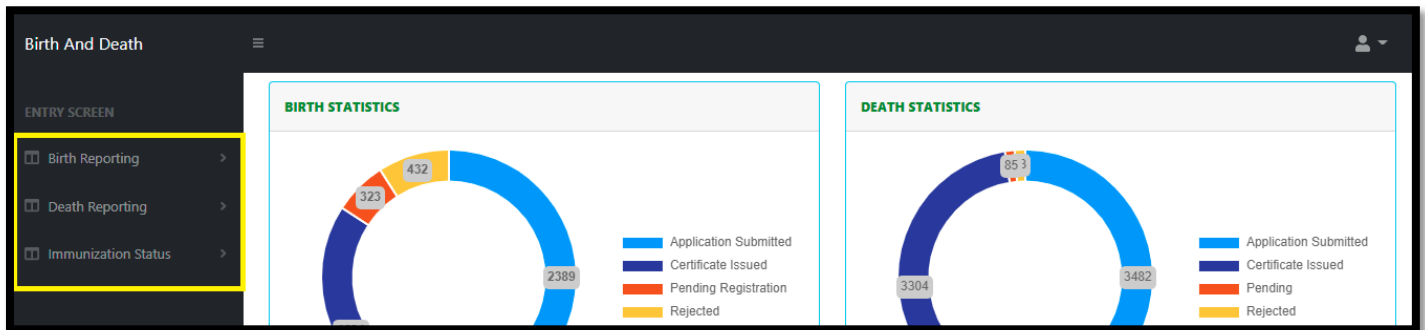 Birth And Death
ENTRY SCREEN
Birth Reporting
Death Reporting
Immunization Status
BIRTH STATISTICS
432
323
2389
Application Submitted
Certificate Issued
Pending Registration
Rejected
DEATH STATISTICS
85
3304
3482
Application Submitted
Certificate Issued
Pending
Rejected